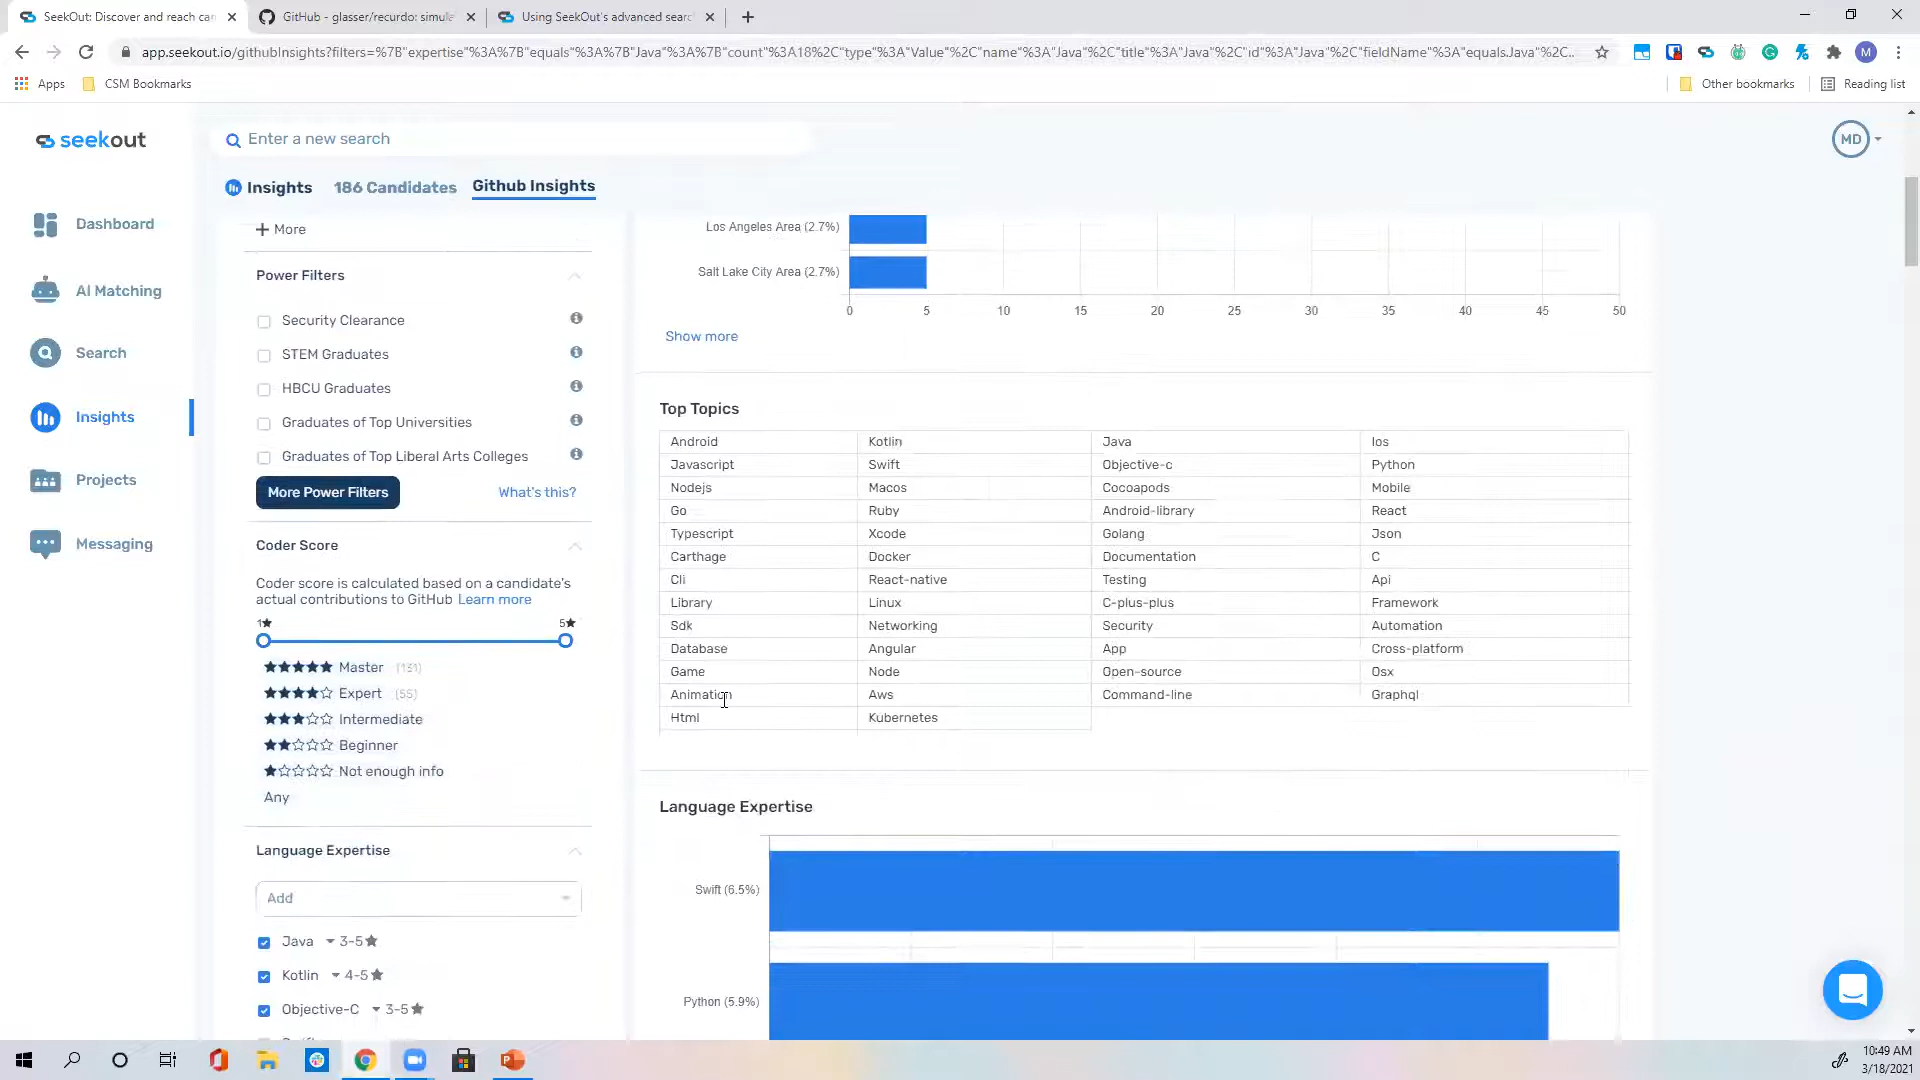 SeekOut: Discover and reach can
GitHub - glasser/recurdo: simula
Using SeekOut's advanced searc
app.seekout.io/githubInsights?filters=%7B"expertise"%3A%7B"equals"%3A%7B"Java"%3A%7B"count"%3A18%2C"type"%3A"Value"%2C"name"%3A"Java"%2C"title"%3A"Java"%2C"id"%3A"Java"%2C"fieldName"%3A"equals.Java"%2C...
M
Apps
CSM Bookmarks
Other bookmarks
Reading list
seekout
Enter a new search
MD
Insights
186 Candidates
Github Insights
Dashboard
AI Matching
Search
Insights
Projects
Messaging
+ More
Power Filters
Security Clearance
STEM Graduates
HBCU Graduates
Graduates of Top Universities
Graduates of Top Liberal Arts Colleges
More Power Filters
What's this?
Coder Score
Coder score is calculated based on a candidate's
actual contributions to GitHub Learn more
1★ 5★
★★★★★ Master (131)
★★★★☆ Expert (55)
★★★☆☆ Intermediate
★★☆☆☆ Beginner
★☆☆☆☆ Not enough info
Any
Language Expertise
Add
Java 3-5★
Kotlin 4-5★
Objective-C 3-5★
Los Angeles Area (2.7%)
Salt Lake City Area (2.7%)
0 5 10 15 20 25 30 35 40 45 50
Show more
Top Topics
Android Kotlin Java Ios
Javascript Swift Objective-c Python
Nodejs Macos Cocoapods Mobile
Go Ruby Android-library React
Typescript Xcode Golang Json
Carthage Docker Documentation C
Cli React-native Testing Api
Library Linux C-plus-plus Framework
Sdk Networking Security Automation
Database Angular App Cross-platform
Game Node Open-source Osx
Animation Aws Command-line Graphql
Html Kubernetes
Language Expertise
Swift (6.5%)
Python (5.9%)
10:49 AM
3/18/2021